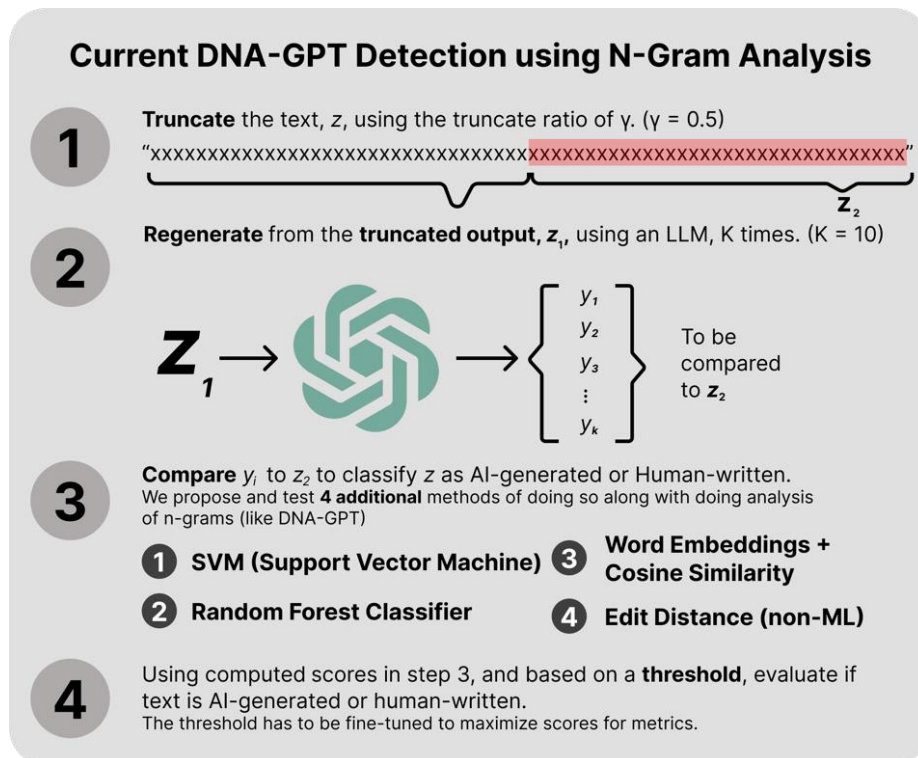 Current DNA-GPT Detection using N-Gram Analysis
1
Truncate the text, z, using the truncate ratio of γ. (γ = 0.5)
“xxxxxxxxxxxxxxxxxxxxxxxxxxxxxxxxxxxxxxxxxxxxxxxxxxxxxxxxxxxxxxxxxx”
z₂
2
Regenerate from the truncated output, z₁, using an LLM, K times. (K = 10)
z₁
y₁
y₂
y₃
⋮
yₖ
To be
compared
to z₂
3
Compare yᵢ to z₂ to classify z as AI-generated or Human-written.
We propose and test 4 additional methods of doing so along with doing analysis
of n-grams (like DNA-GPT)
1 SVM (Support Vector Machine)
2 Random Forest Classifier
3 Word Embeddings +
Cosine Similarity
4 Edit Distance (non-ML)
4
Using computed scores in step 3, and based on a threshold, evaluate if
text is AI-generated or human-written.
The threshold has to be fine-tuned to maximize scores for metrics.